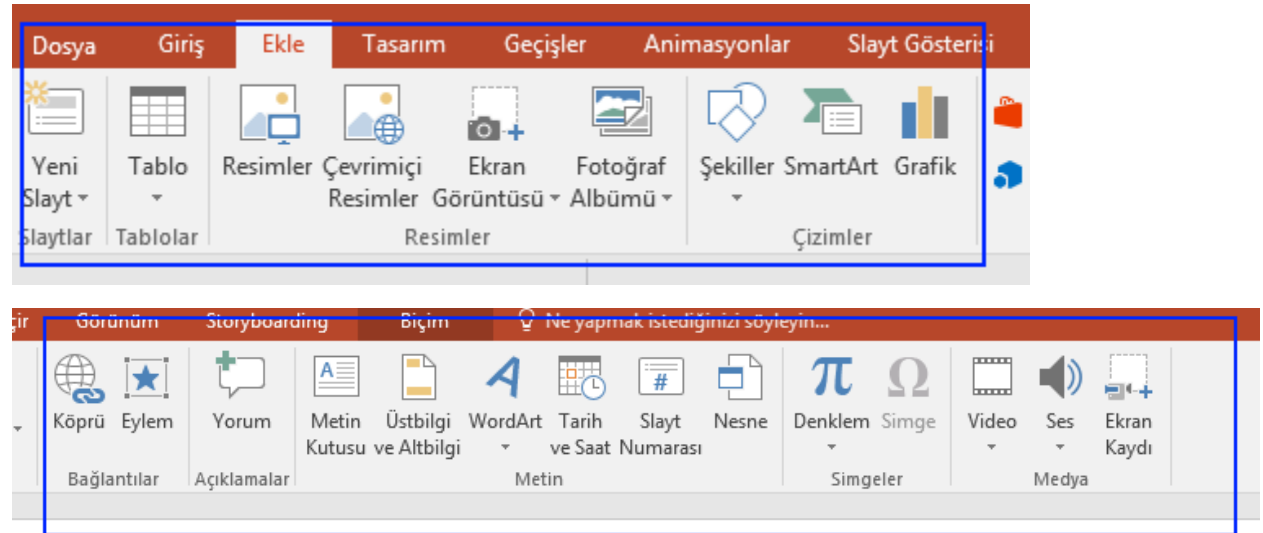 Dosya Giriş Ekle Tasarım Geçişler Animasyonlar Slayt Gösterisi
Yeni Tablo Resimler Çevrimiçi Ekran Fotoğraf Şekiller SmartArt Grafik
Slayt Resimler Görüntüsü Albümü
Slaytlar Tablolar Resimler Çizimler
Görünüm Storyboarding Biçim Ne yapmak istediğinizi söyleyin...
Köprü Eylem Yorum Metin Üstbilgi WordArt Tarih Slayt Nesne Denklem Simge Video Ses Ekran
Kutusu ve Altbilgi ve Saat Numarası Kaydı
Bağlantılar Açıklamalar Metin Simgeler Medya